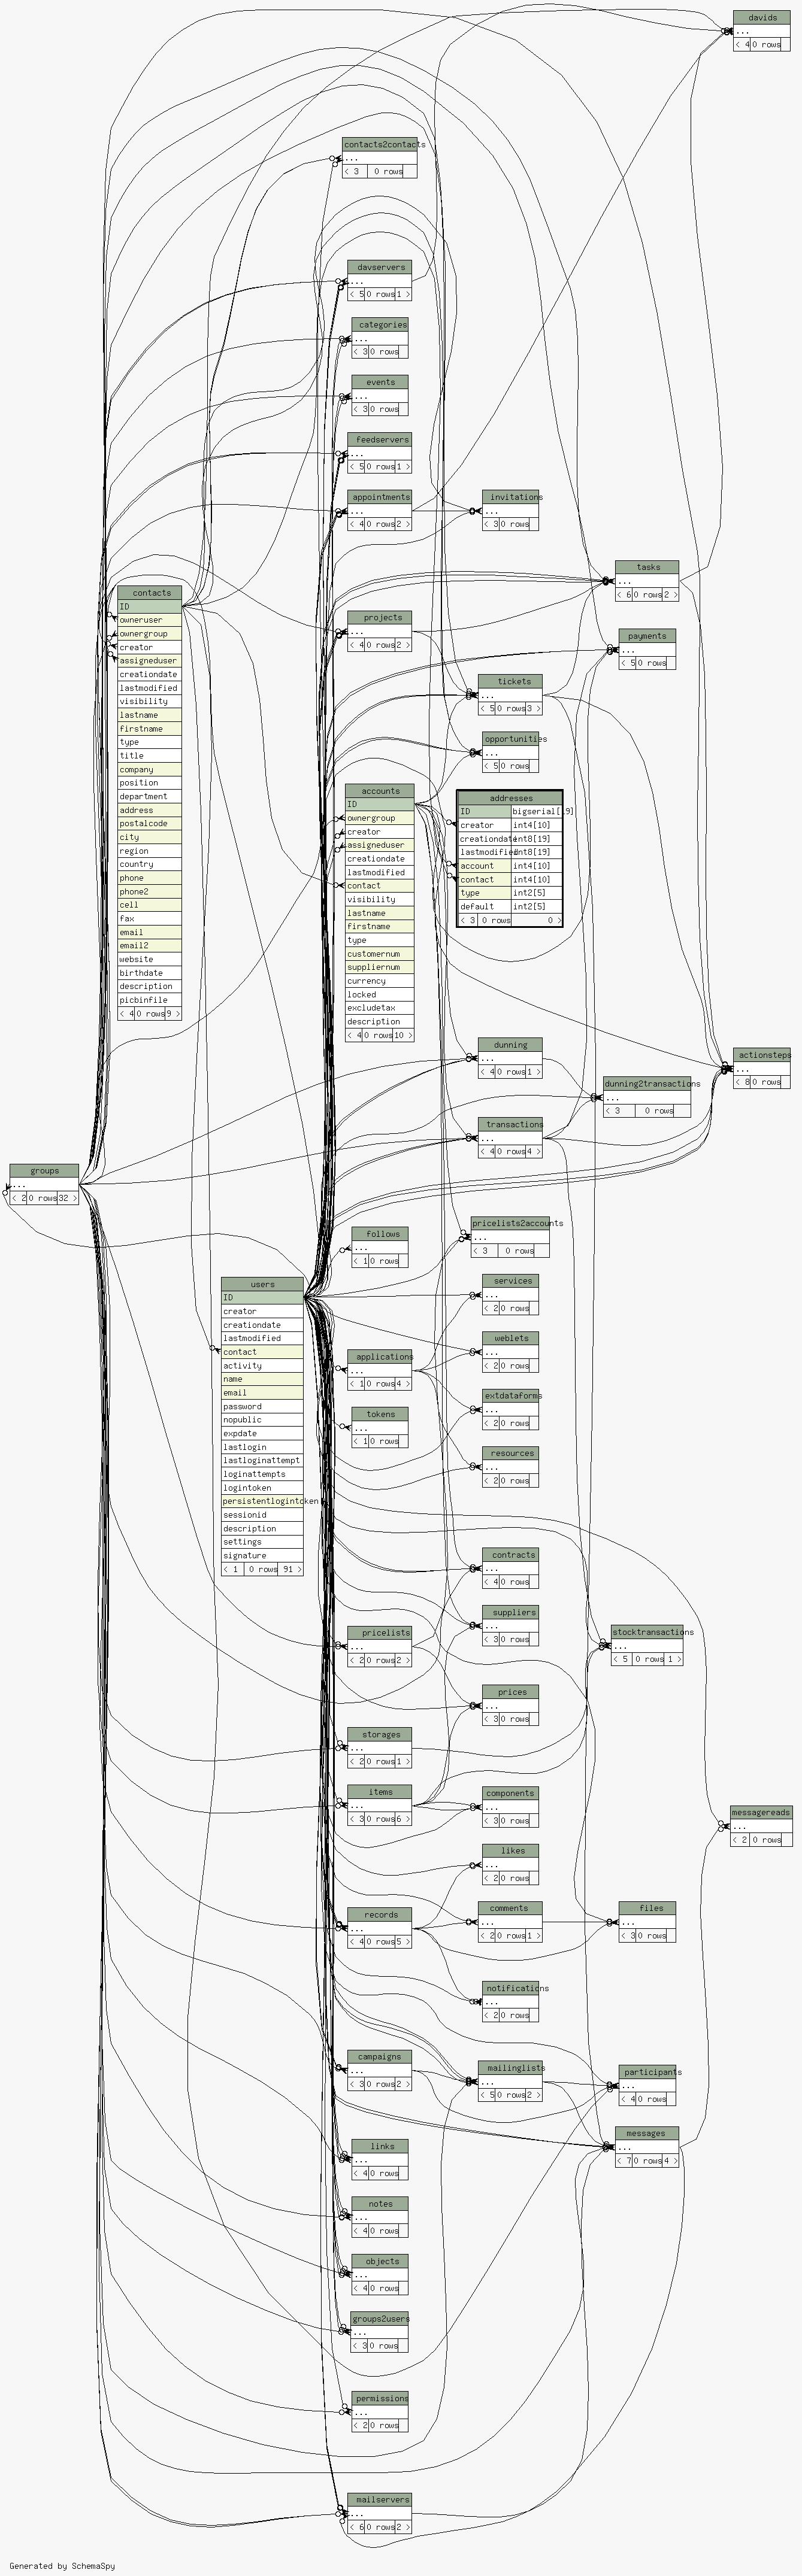 davids
...
< 4 0 rows
contacts2contacts
...
< 3 0 rows
davservers
...
< 5 0 rows 1 >
categories
...
< 3 0 rows
events
...
< 3 0 rows
feedservers
...
< 5 0 rows 1 >
appointments
...
< 4 0 rows 2 >
invitations
...
< 3 0 rows
tasks
...
< 6 0 rows 2 >
projects
...
< 4 0 rows 2 >
payments
...
< 5 0 rows
tickets
...
< 5 0 rows 3 >
opportunities
...
< 5 0 rows
contacts
ID
owneruser
ownergroup
creator
assigneduser
creationdate
lastmodified
visibility
lastname
firstname
type
title
company
position
department
address
postalcode
city
region
country
phone
phone2
cell
fax
email
email2
website
birthdate
description
picbinfile
< 4 0 rows 9 >
accounts
ID
ownergroup
creator
assigneduser
creationdate
lastmodified
contact
visibility
lastname
firstname
type
customernum
suppliernum
currency
locked
excludetax
description
< 4 0 rows 10 >
addresses
ID bigserial[19]
creator int4[10]
creationdate int8[19]
lastmodified int8[19]
account int4[10]
contact int4[10]
type int2[5]
default int2[5]
< 3 0 rows 0 >
dunning
...
< 4 0 rows 1 >
actionsteps
...
< 8 0 rows
dunning2transactions
...
< 3 0 rows
transactions
...
< 4 0 rows 4 >
groups
...
< 2 0 rows 32 >
follows
...
< 1 0 rows
pricelists2accounts
...
< 3 0 rows
users
ID
creator
creationdate
lastmodified
contact
activity
name
email
password
nopublic
expdate
lastlogin
lastloginattempt
loginattempts
logintoken
persistentlogintoken
sessionid
description
settings
signature
< 1 0 rows 91 >
services
...
< 2 0 rows
weblets
...
< 2 0 rows
applications
...
< 1 0 rows 4 >
extdataforms
...
< 2 0 rows
tokens
...
< 1 0 rows
resources
...
< 2 0 rows
contracts
...
< 4 0 rows
suppliers
...
< 3 0 rows
pricelists
...
< 2 0 rows 2 >
stocktransactions
...
< 5 0 rows 1 >
prices
...
< 3 0 rows
storages
...
< 2 0 rows 1 >
items
...
< 3 0 rows 6 >
components
...
< 3 0 rows
messagereads
...
< 2 0 rows
likes
...
< 2 0 rows
records
...
< 4 0 rows 5 >
comments
...
< 2 0 rows 1 >
files
...
< 3 0 rows
notifications
...
< 2 0 rows
campaigns
...
< 3 0 rows 2 >
mailinglists
...
< 5 0 rows 2 >
participants
...
< 4 0 rows
messages
...
< 7 0 rows 4 >
links
...
< 4 0 rows
notes
...
< 4 0 rows
objects
...
< 4 0 rows
groups2users
...
< 3 0 rows
permissions
...
< 2 0 rows
mailservers
...
< 6 0 rows 2 >
Generated by SchemaSpy